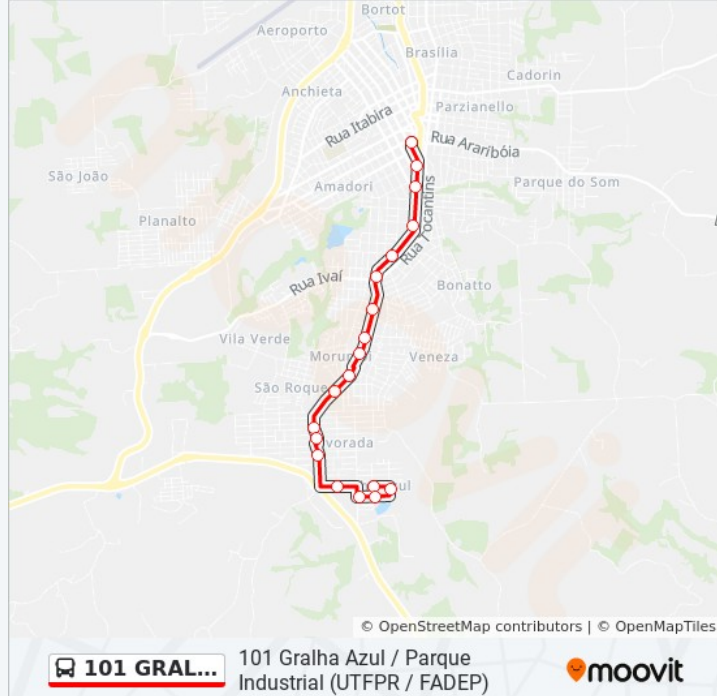 Bortot
Aeroporto
Brasília
Cadorin
Anchieta
Parzianello
Rua Itabira
Rua Araribóia
São João
Amadori
Parque do Som
Planalto
Rua Tocantins
Rua Ivaí
Bonatto
Vila Verde
Veneza
São Roque
© OpenStreetMap contributors | © OpenMapTiles
101 GRAL...
101 Gralha Azul / Parque
Industrial (UTFPR / FADEP)
moovit